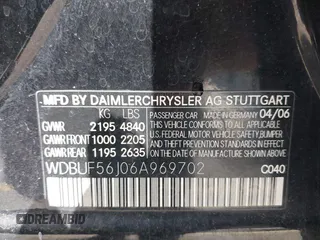 MFD BY DAIMLERCHRYSLER AG STUTTGART
KG LBS
PASSENGER CAR MADE IN GERMANY 04/06
GVWR 2195 4840
GAWR FRONT 1000 2205
GAWR REAR 1195 2635
THIS VEHICLE CONFORMS TO ALL APPLICABLE
U.S. FEDERAL MOTOR VEHICLE SAFETY, BUMPER
AND THEFT PREVENTION STANDARDS
IN EFFECT ON THE DATE OF
MANUFACTURE SHOWN ABOVE.
WDBUF56J06A969702
C040
DREAMBID